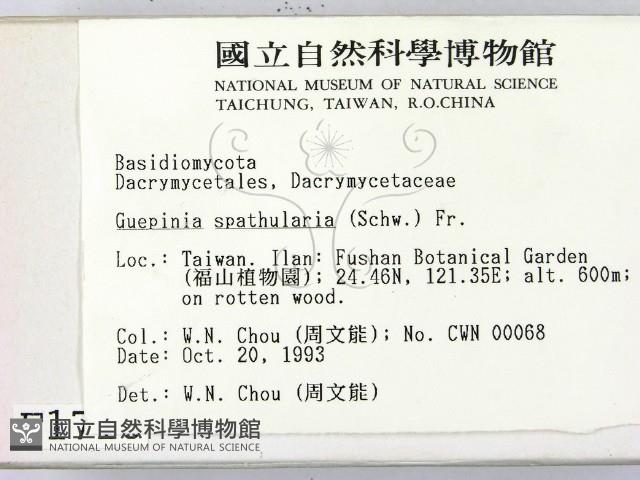 國立自然科學博物館
NATIONAL MUSEUM OF NATURAL SCIENCE
TAICHUNG, TAIWAN, R.O.CHINA
Basidiomycota
Dacrymycetales, Dacrymycetaceae
Guepinia spathularia (Schw.) Fr.
Loc.: Taiwan. Ilan: Fushan Botanical Garden
(福山植物園); 24.46N, 121.35E; alt. 600m;
on rotten wood.
Col.: W.N. Chou (周文能); No. CWN 00068
Date: Oct. 20, 1993
Det.: W.N. Chou (周文能)
國立自然科學博物館
NATIONAL MUSEUM OF NATURAL SCIENCE